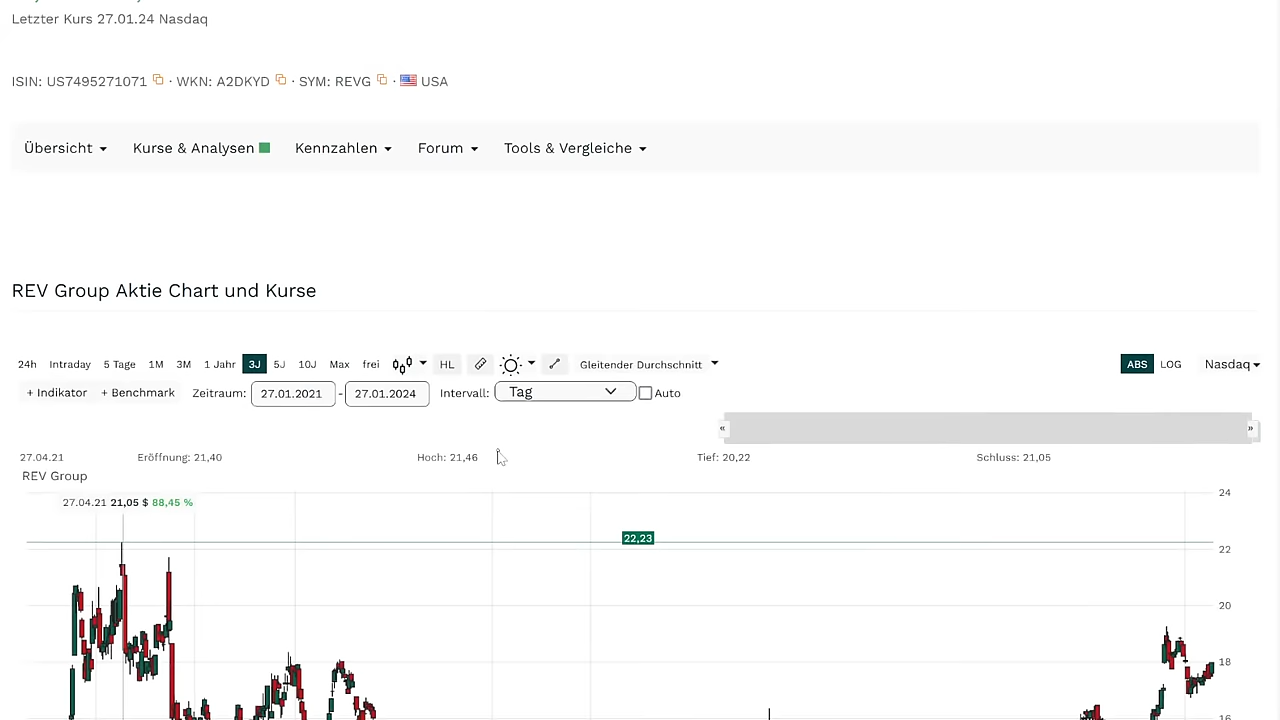 Letzter Kurs 27.01.24 Nasdaq
ISIN: US7495271071 · WKN: A2DKYD · SYM: REVG · USA
Übersicht Kurse & Analysen Kennzahlen Forum Tools & Vergleiche
REV Group Aktie Chart und Kurse
24h Intraday 5 Tage 1M 3M 1 Jahr 3J 5J 10J Max frei HL Gleitender Durchschnitt ABS LOG Nasdaq
+ Indikator + Benchmark Zeitraum: 27.01.2021 - 27.01.2024 Intervall: Tag Auto
« »
27.04.21 Eröffnung: 21,40 Hoch: 21,46 Tief: 20,22 Schluss: 21,05
REV Group
24
27.04.21 21,05 $ 88,45 %
22,23
22
20
18
16